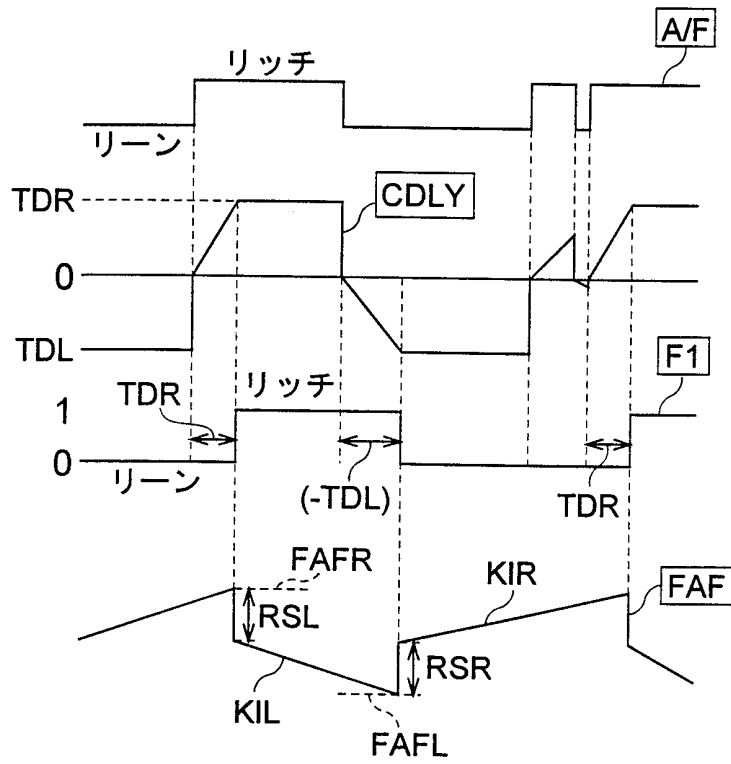 A/F
リッチ
リーン
TDR
CDLY
0
TDL
F1
リッチ
TDR
1
0
リーン
(-TDL)
TDR
FAFR
KIR
FAF
RSL
RSR
KIL
FAFL